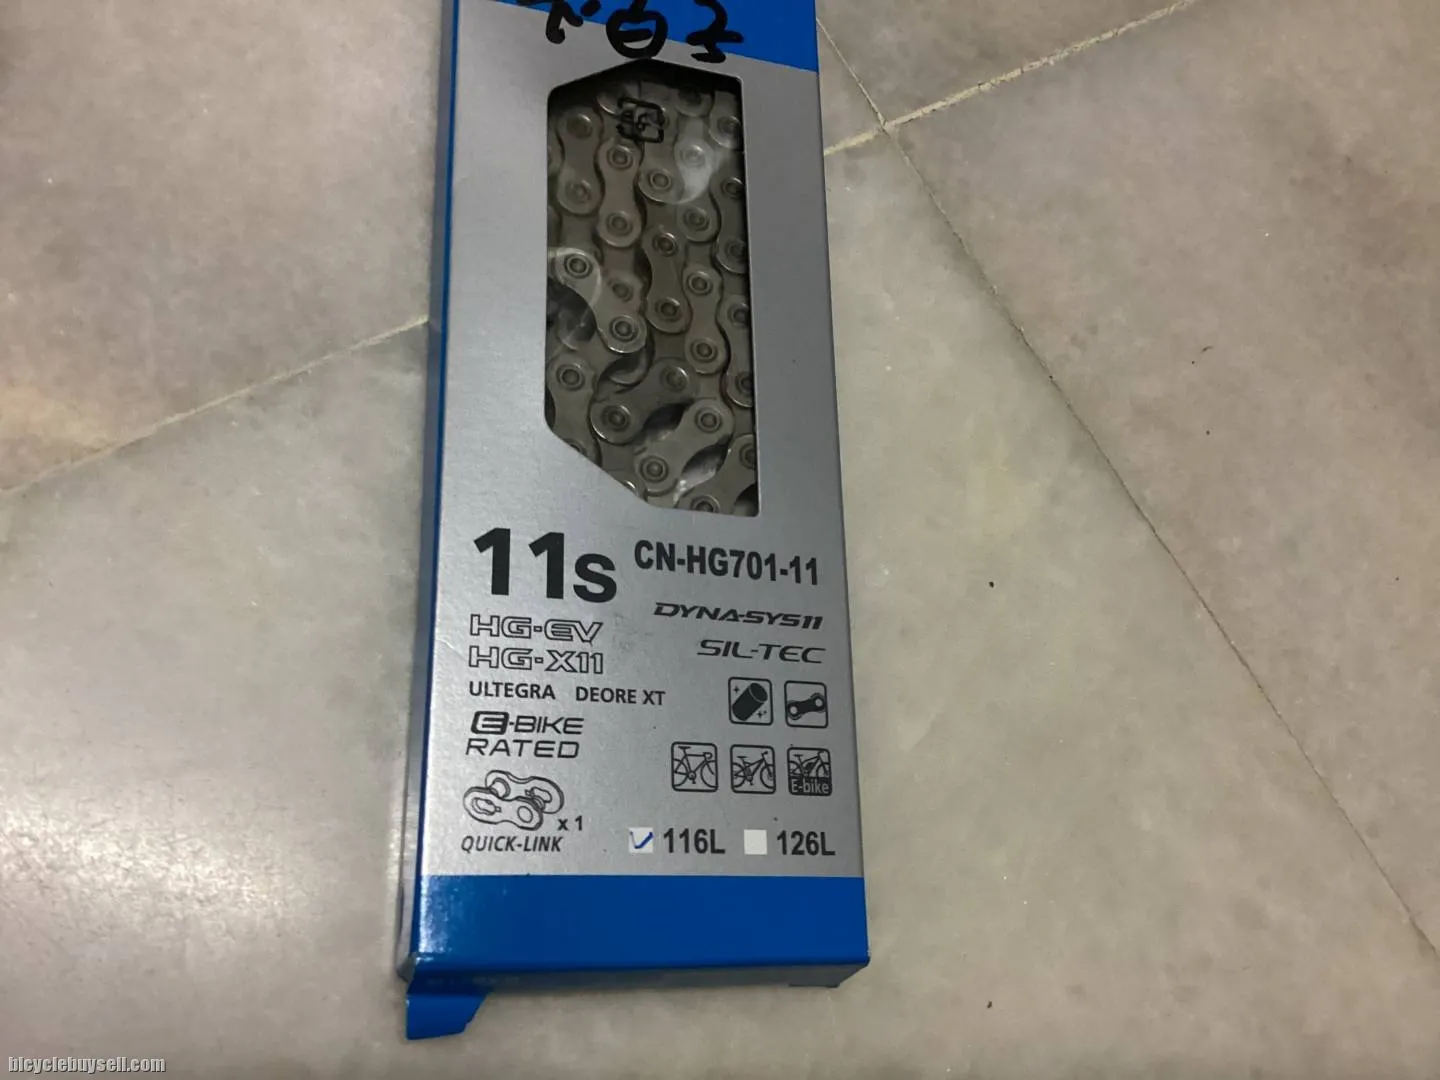 11s CN-HG701-11
DYNA-SYS11
HG-EV
SIL-TEC
HG-X11
ULTEGRA DEORE XT
E-BIKE
RATED
E-bike
x 1
QUICK-LINK
116L 126L
bicyclebuysell.com